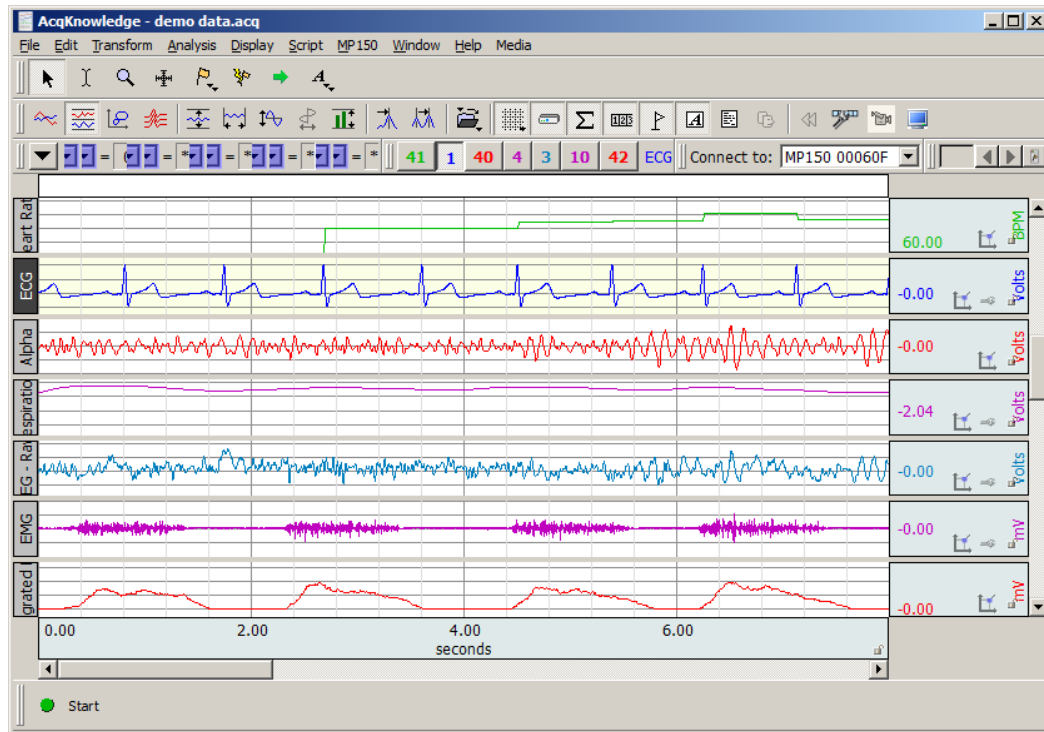 AcqKnowledge - demo data.acq
File Edit Transform Analysis Display Script MP150 Window Help Media
= = = = = 41 1 40 4 3 10 42 ECG Connect to: MP150 00060F
eart Rat 60.00 BPM
ECG -0.00 Volts
Alpha -0.00 Volts
espiratio -2.04 Volts
EG - Ra -0.00 Volts
EMG -0.00 mV
grated -0.00 mV
0.00 2.00 4.00 6.00
seconds
Start